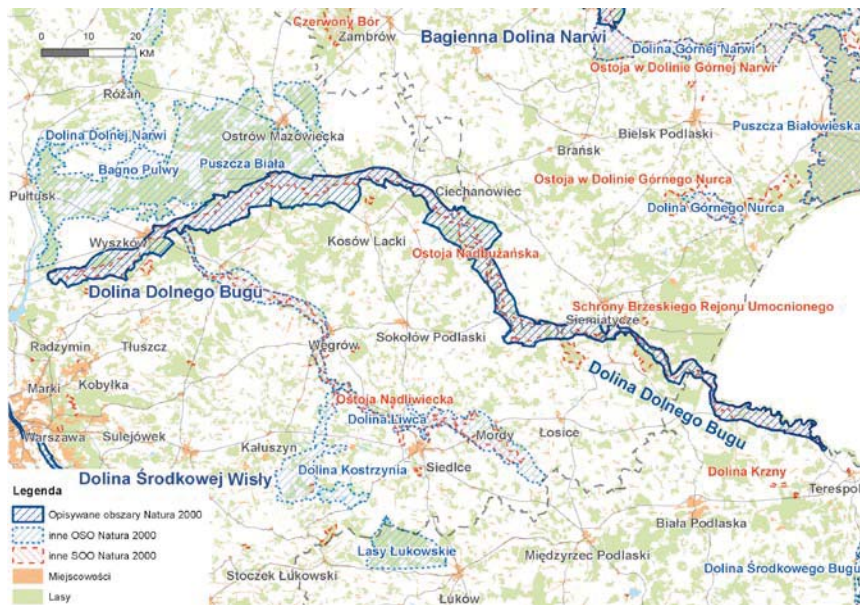 Czerwony Bór
Zambrów
Bagienna Dolina Narwi
0 10 20
KM
Dolina Górnej Narwi
Ostoja w Dolinie Górnej Narwi
Różan
Ostrów Mazowiecka
Bielsk Podlaski
Puszcza Białowieska
Dolina Dolnej Narwi
Bagno Pulwy
Puszcza Biała
Brańsk
Pułtusk
Ciechanowiec
Ostoja w Dolinie Górnego Nurca
Dolina Górnego Nurca
Wyszków
Kosów Lacki
Ostoja Nadbużańska
Dolina Dolnego Bugu
Schrony Brzeskiego Rejonu Umocnionego
Siemiatycze
Radzymin
Tłuszcz
Węgrów
Sokołów Podlaski
Dolina Dolnego Bugu
Marki
Kobyłka
Ostoja Nadliwiecka
Dolina Liwca
Warszawa
Sulejówek
Kałuszyn
Mordy
Łosice
Dolina Środkowej Wisły
Dolina Kostrzynia
Siedlce
Dolina Krzny
Terespol
Legenda
Opisywane obszary Natura 2000
inne OSO Natura 2000
inne SOO Natura 2000
Miejscowości
Lasy
Biała Podlaska
Lasy Łukowskie
Międzyrzec Podlaski
Stoczek Łukowski
Dolina Środkowego Bugu
Łuków